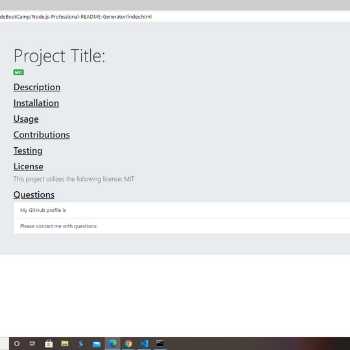 deBootCamp/Node.js-Professional-README-Generator/index.html
Project Title:
MIT
Description
Installation
Usage
Contributions
Testing
License
This project utilizes the following license: MIT
Questions
My GitHub profile is
Please contact me with questions: